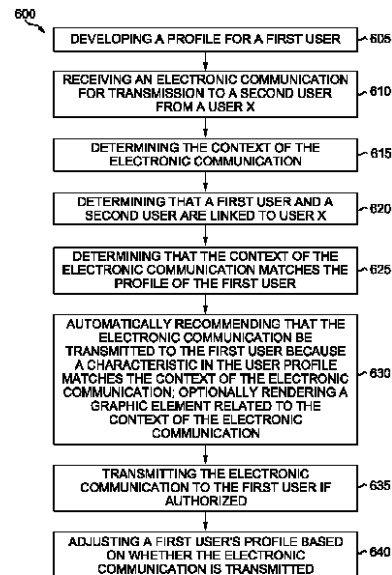 600
DEVELOPING A PROFILE FOR A FIRST USER
605
RECEIVING AN ELECTRONIC COMMUNICATION
FOR TRANSMISSION TO A SECOND USER
FROM A USER X
610
DETERMINING THE CONTEXT OF THE
ELECTRONIC COMMUNICATION
615
DETERMINING THAT A FIRST USER AND A
SECOND USER ARE LINKED TO USER X
620
DETERMINING THAT THE CONTEXT OF THE
ELECTRONIC COMMUNICATION MATCHES THE
PROFILE OF THE FIRST USER
625
AUTOMATICALLY RECOMMENDING THAT THE
ELECTRONIC COMMUNICATION BE
TRANSMITTED TO THE FIRST USER BECAUSE
A CHARACTERISTIC IN THE USER PROFILE
MATCHES THE CONTEXT OF THE ELECTRONIC
COMMUNICATION; OPTIONALLY RENDERING A
GRAPHIC ELEMENT RELATED TO THE
CONTEXT OF THE ELECTRONIC
COMMUNICATION
630
TRANSMITTING THE ELECTRONIC
COMMUNICATION TO THE FIRST USER IF
AUTHORIZED
635
ADJUSTING A FIRST USER'S PROFILE BASED
ON WHETHER THE ELECTRONIC
COMMUNICATION IS TRANSMITTED
640